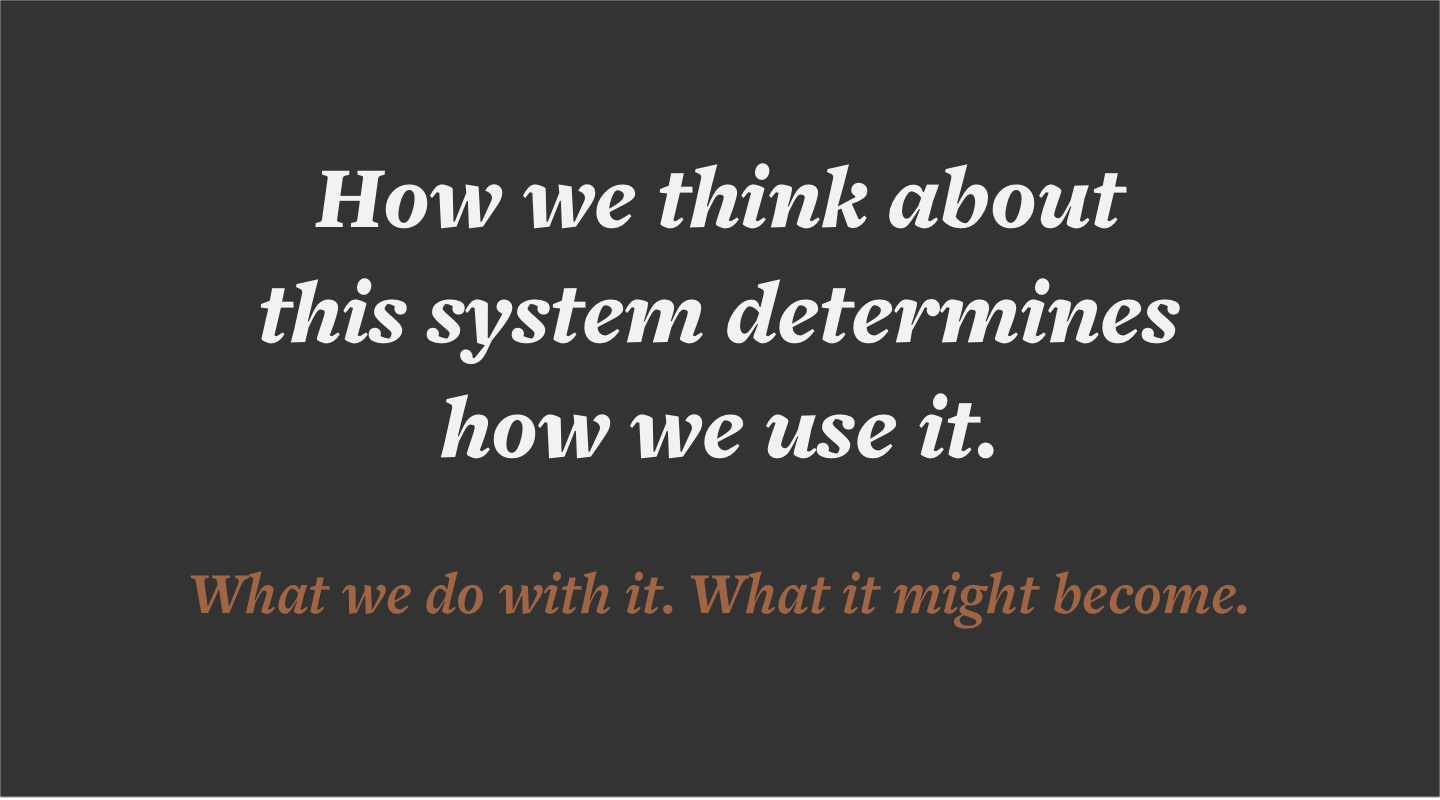 How we think about
this system determines
how we use it.
What we do with it. What it might become.